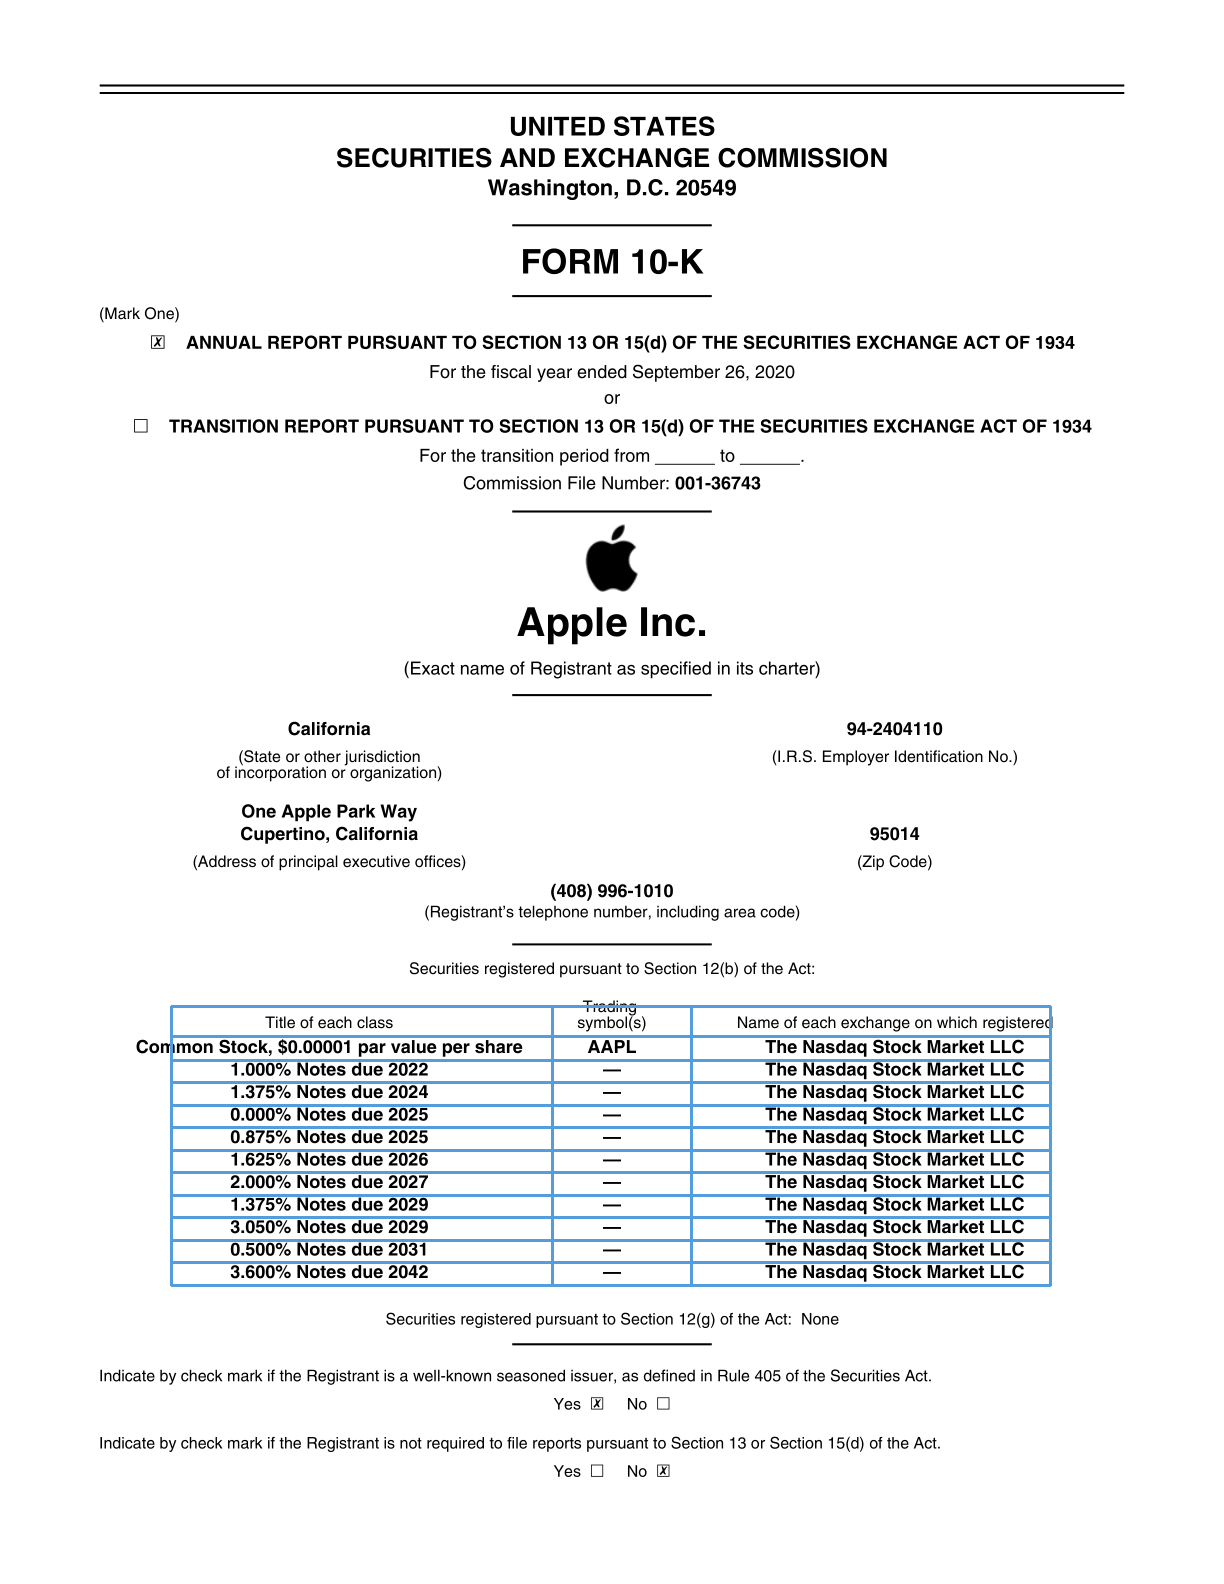 UNITED STATES
SECURITIES AND EXCHANGE COMMISSION
Washington, D.C. 20549
FORM 10-K
(Mark One)
☒ ANNUAL REPORT PURSUANT TO SECTION 13 OR 15(d) OF THE SECURITIES EXCHANGE ACT OF 1934
For the fiscal year ended September 26, 2020
or
☐ TRANSITION REPORT PURSUANT TO SECTION 13 OR 15(d) OF THE SECURITIES EXCHANGE ACT OF 1934
For the transition period from ______ to ______.
Commission File Number: 001-36743
Apple Inc.
(Exact name of Registrant as specified in its charter)
California 94-2404110
(State or other jurisdiction (I.R.S. Employer Identification No.)
of incorporation or organization)
One Apple Park Way
Cupertino, California 95014
(Address of principal executive offices) (Zip Code)
(408) 996-1010
(Registrant’s telephone number, including area code)
Securities registered pursuant to Section 12(b) of the Act:
Trading
Title of each class symbol(s) Name of each exchange on which registered
Common Stock, $0.00001 par value per share AAPL The Nasdaq Stock Market LLC
1.000% Notes due 2022 — The Nasdaq Stock Market LLC
1.375% Notes due 2024 — The Nasdaq Stock Market LLC
0.000% Notes due 2025 — The Nasdaq Stock Market LLC
0.875% Notes due 2025 — The Nasdaq Stock Market LLC
1.625% Notes due 2026 — The Nasdaq Stock Market LLC
2.000% Notes due 2027 — The Nasdaq Stock Market LLC
1.375% Notes due 2029 — The Nasdaq Stock Market LLC
3.050% Notes due 2029 — The Nasdaq Stock Market LLC
0.500% Notes due 2031 — The Nasdaq Stock Market LLC
3.600% Notes due 2042 — The Nasdaq Stock Market LLC
Securities registered pursuant to Section 12(g) of the Act: None
Indicate by check mark if the Registrant is a well-known seasoned issuer, as defined in Rule 405 of the Securities Act.
Yes ☒ No ☐
Indicate by check mark if the Registrant is not required to file reports pursuant to Section 13 or Section 15(d) of the Act.
Yes ☐ No ☒